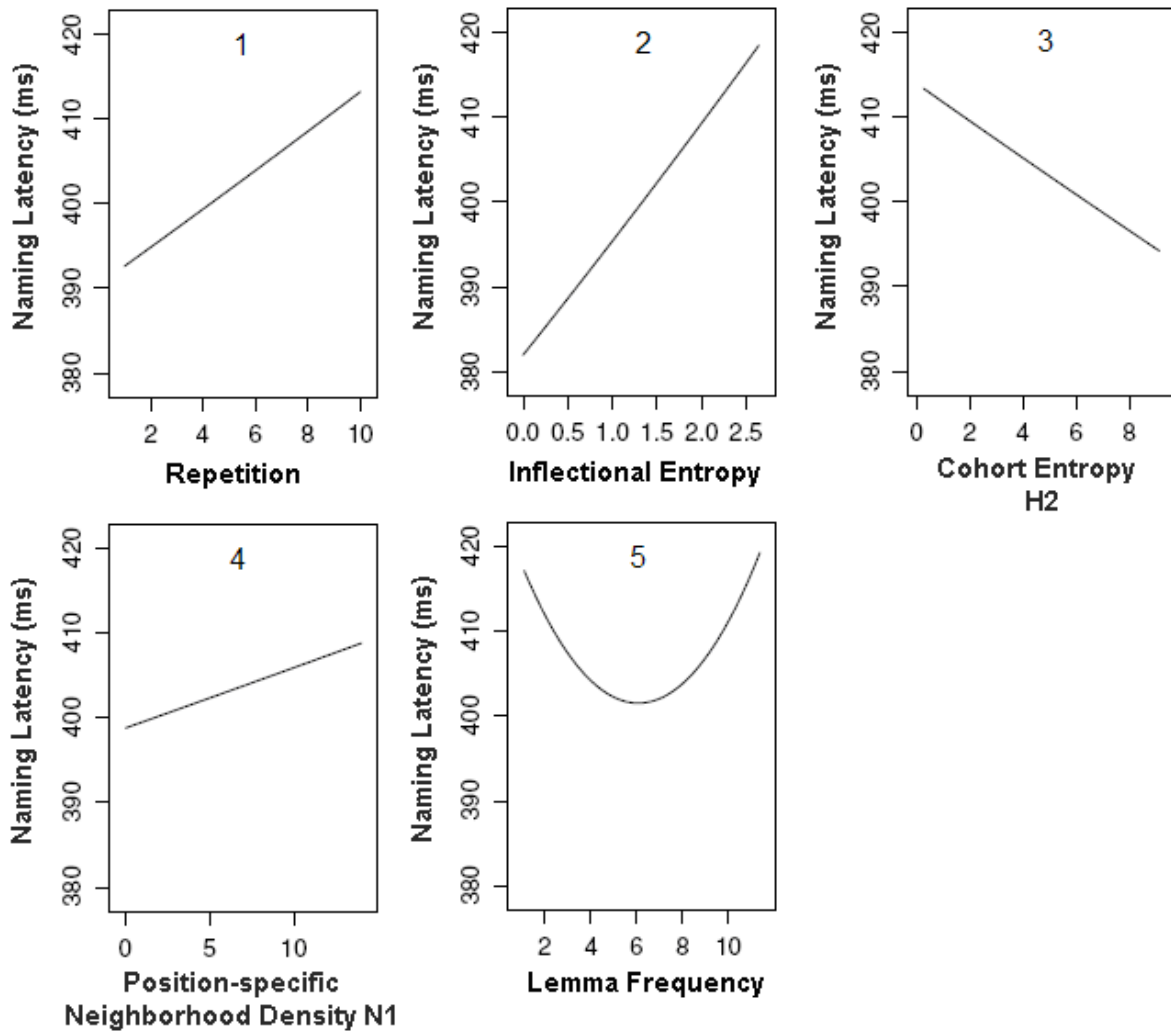 1
Naming Latency (ms)
420
410
400
390
380
2 4 6 8 10
Repetition
2
Naming Latency (ms)
420
410
400
390
380
0.0 0.5 1.0 1.5 2.0 2.5
Inflectional Entropy
3
Naming Latency (ms)
420
410
400
390
380
0 2 4 6 8
Cohort Entropy
H2
4
Naming Latency (ms)
420
410
400
390
380
0 5 10
Position-specific
Neighborhood Density N1
5
Naming Latency (ms)
420
410
400
390
380
2 4 6 8 10
Lemma Frequency